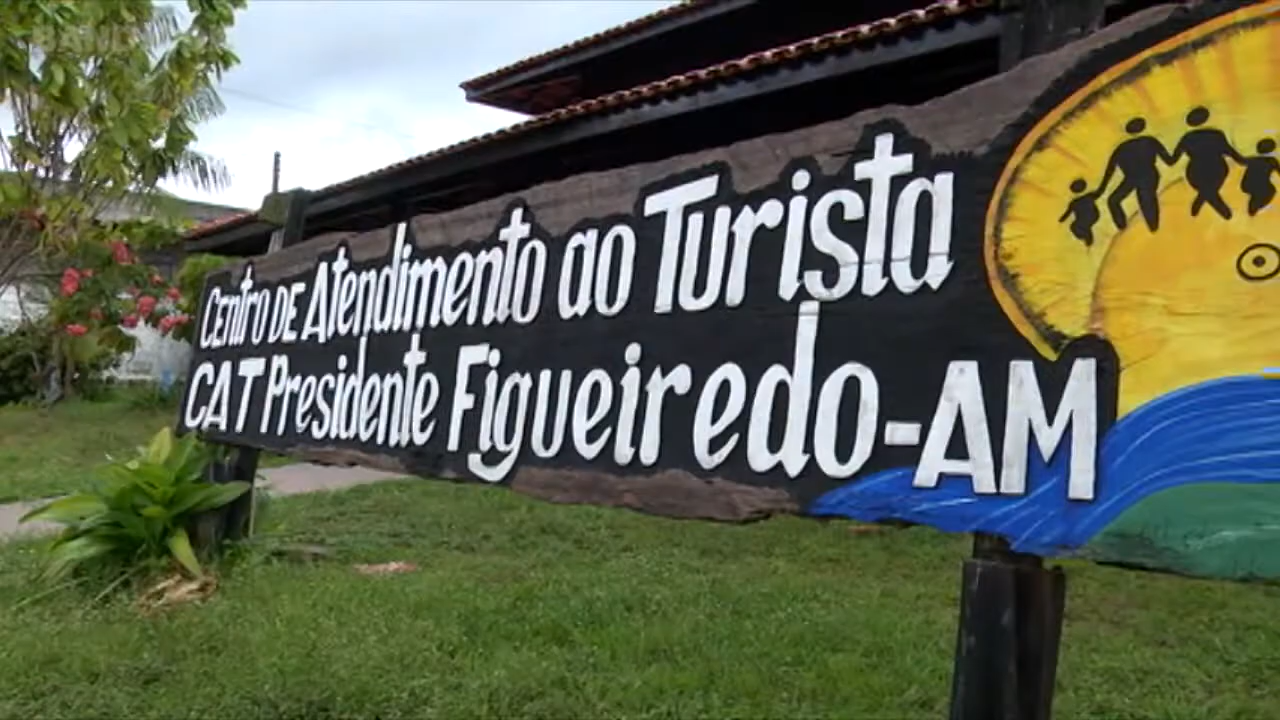 Centro DE Atendimento ao Turista
CAT Presidente Figueiredo-AM